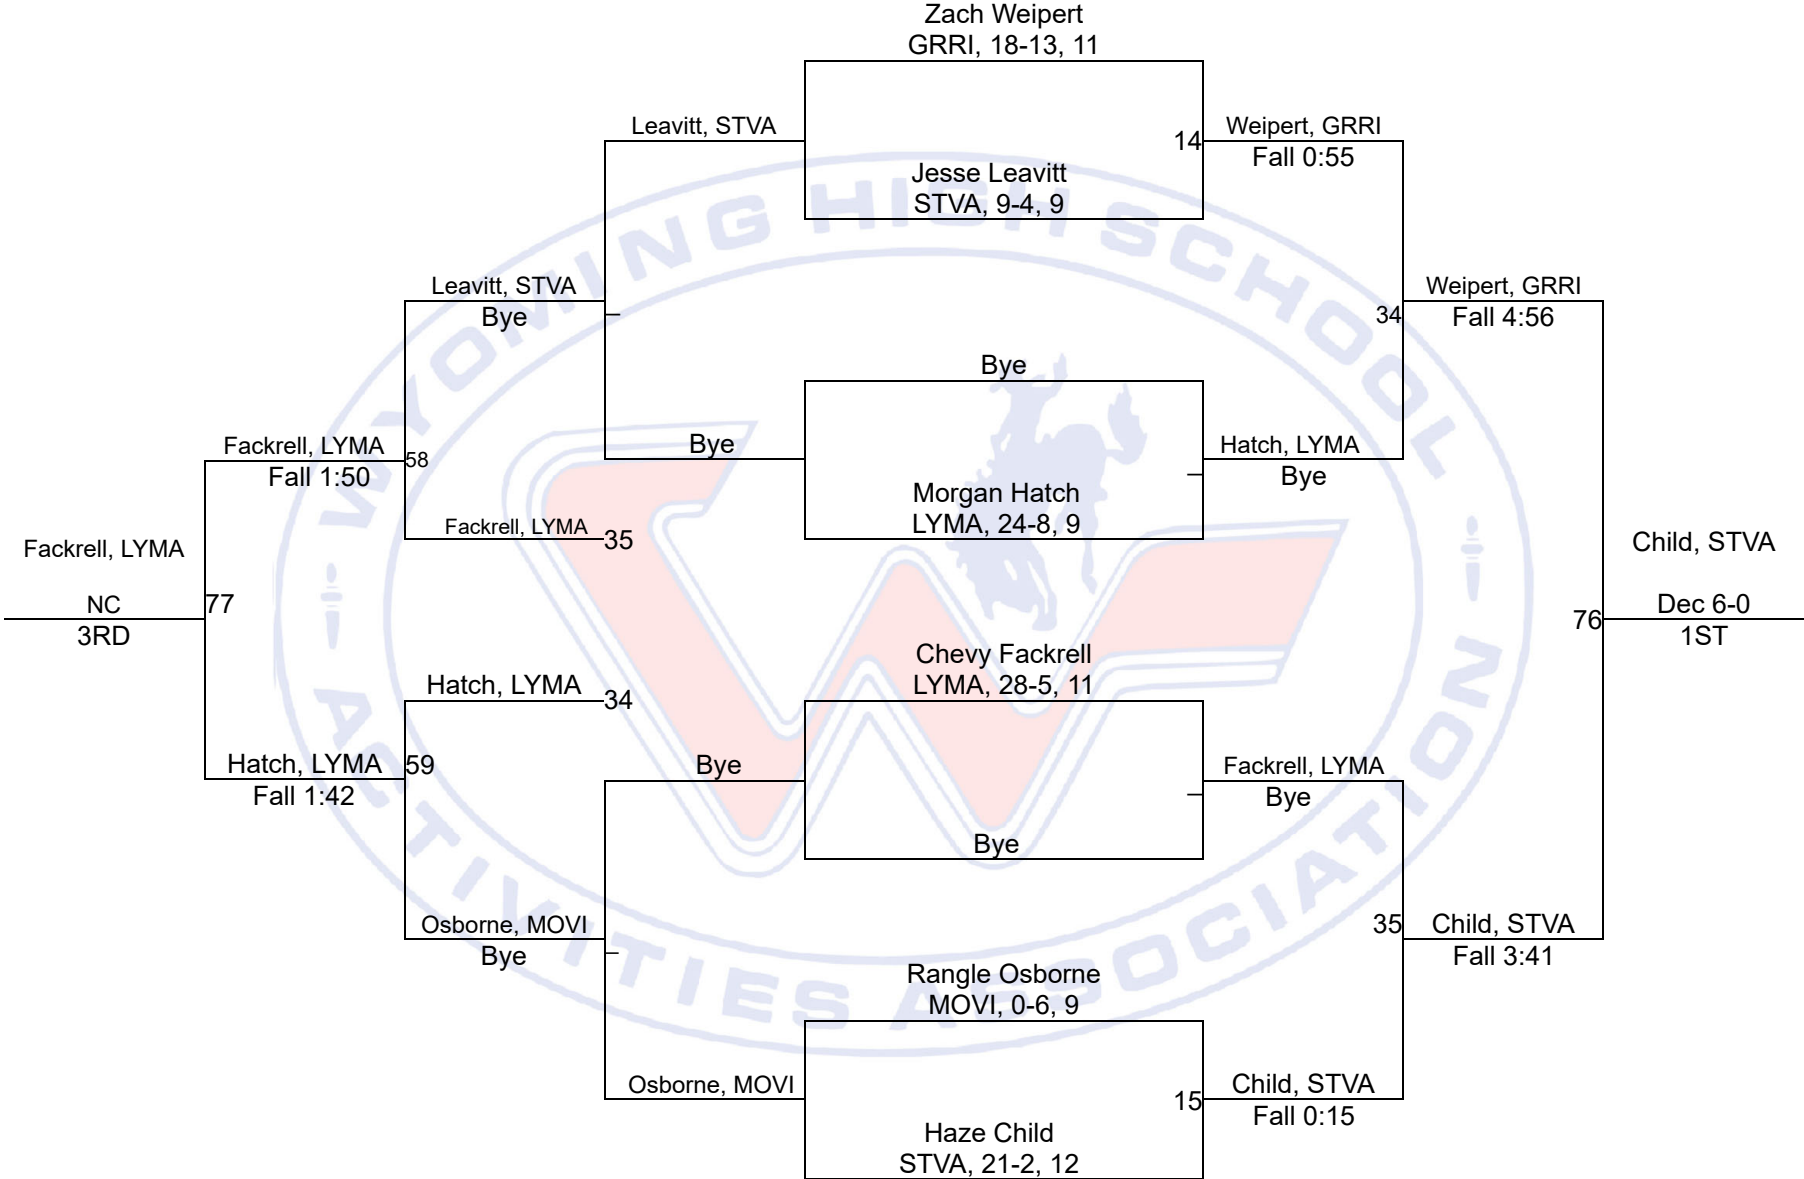 Zach Weipert
GRRI, 18-13, 11
Leavitt, STVA
14
Weipert, GRRI
Fall 0:55
Jesse Leavitt
STVA, 9-4, 9
WYOMING HIGH SCHOOL
Leavitt, STVA
Bye
34
Weipert, GRRI
Fall 4:56
Bye
Fackrell, LYMA
Fall 1:50
58
Bye
Hatch, LYMA
Bye
Morgan Hatch
LYMA, 24-8, 9
Fackrell, LYMA
35
Fackrell, LYMA
NC
3RD
77
Child, STVA
76
Dec 6-0
1ST
Chevy Fackrell
LYMA, 28-5, 11
Hatch, LYMA
34
Hatch, LYMA
Fall 1:42
59
Bye
Fackrell, LYMA
Bye
Bye
Osborne, MOVI
Bye
35
Child, STVA
Fall 3:41
Rangle Osborne
MOVI, 0-6, 9
ACTIVITIES ASSOCIATION
Osborne, MOVI
15
Child, STVA
Fall 0:15
Haze Child
STVA, 21-2, 12